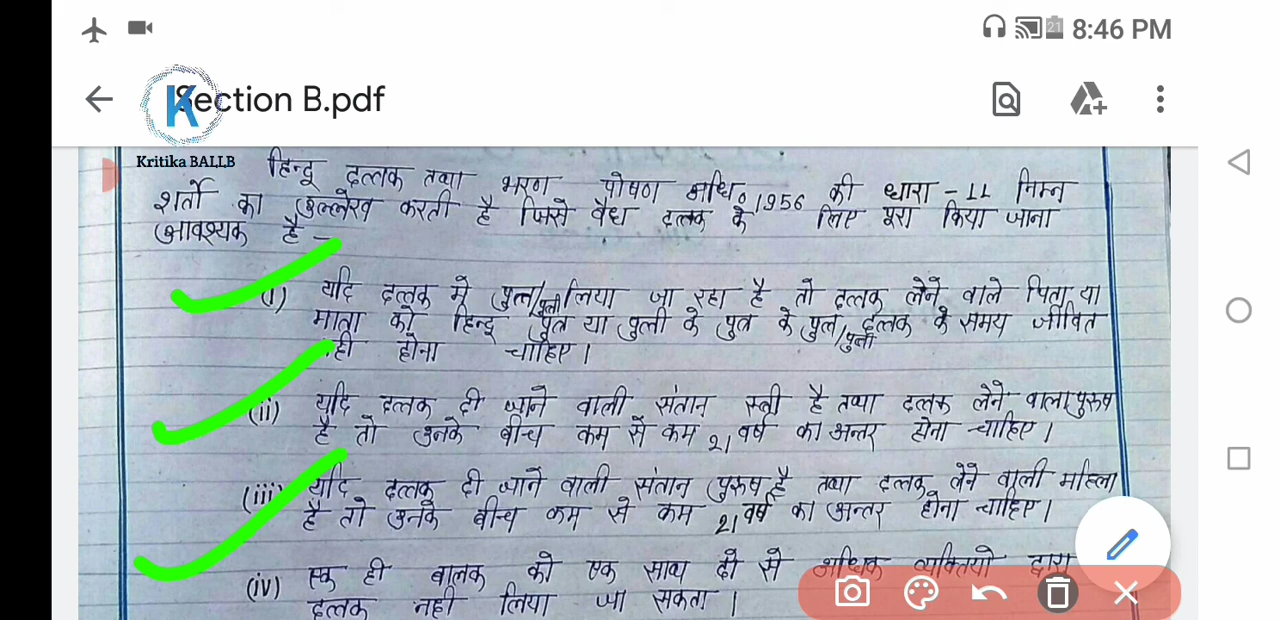 21 8:46 PM
Section B.pdf
K
Kritika BALLB
हिन्दू दत्तक तथा भरण पोषण अधि० 1956 की धारा - 11 निम्न
शर्तो का उल्लेख करती है जिसे वैध दत्तक के लिए पूरा किया जाना
आवश्यक है -
(i) यदि दत्तक मे पुत्र/पुत्री लिया जा रहा है तो दत्तक लेने वाले पिता या
माता को हिन्दू पुत्र या पुत्री के पुत्र के पुत्र/पुत्री दत्तक के समय जीवित
ही होना चाहिए।
(ii) यदि दत्तक दी जाने वाली संतान स्त्री है तथा दत्तक लेने वाला पुरुष
है तो उनके बीच कम से कम 21 वर्ष का अन्तर होना चाहिए।
(iii) यदि दत्तक दी जाने वाली संतान पुरुष है तथा दत्तक लेने वाली महिला
है तो उनके बीच कम से कम 21 वर्ष का अन्तर होना चाहिए।
(iv) एक ही बालक को एक साथ दो से अधिक व्यक्तियो द्वारा
दत्तक नही लिया जा सकता।